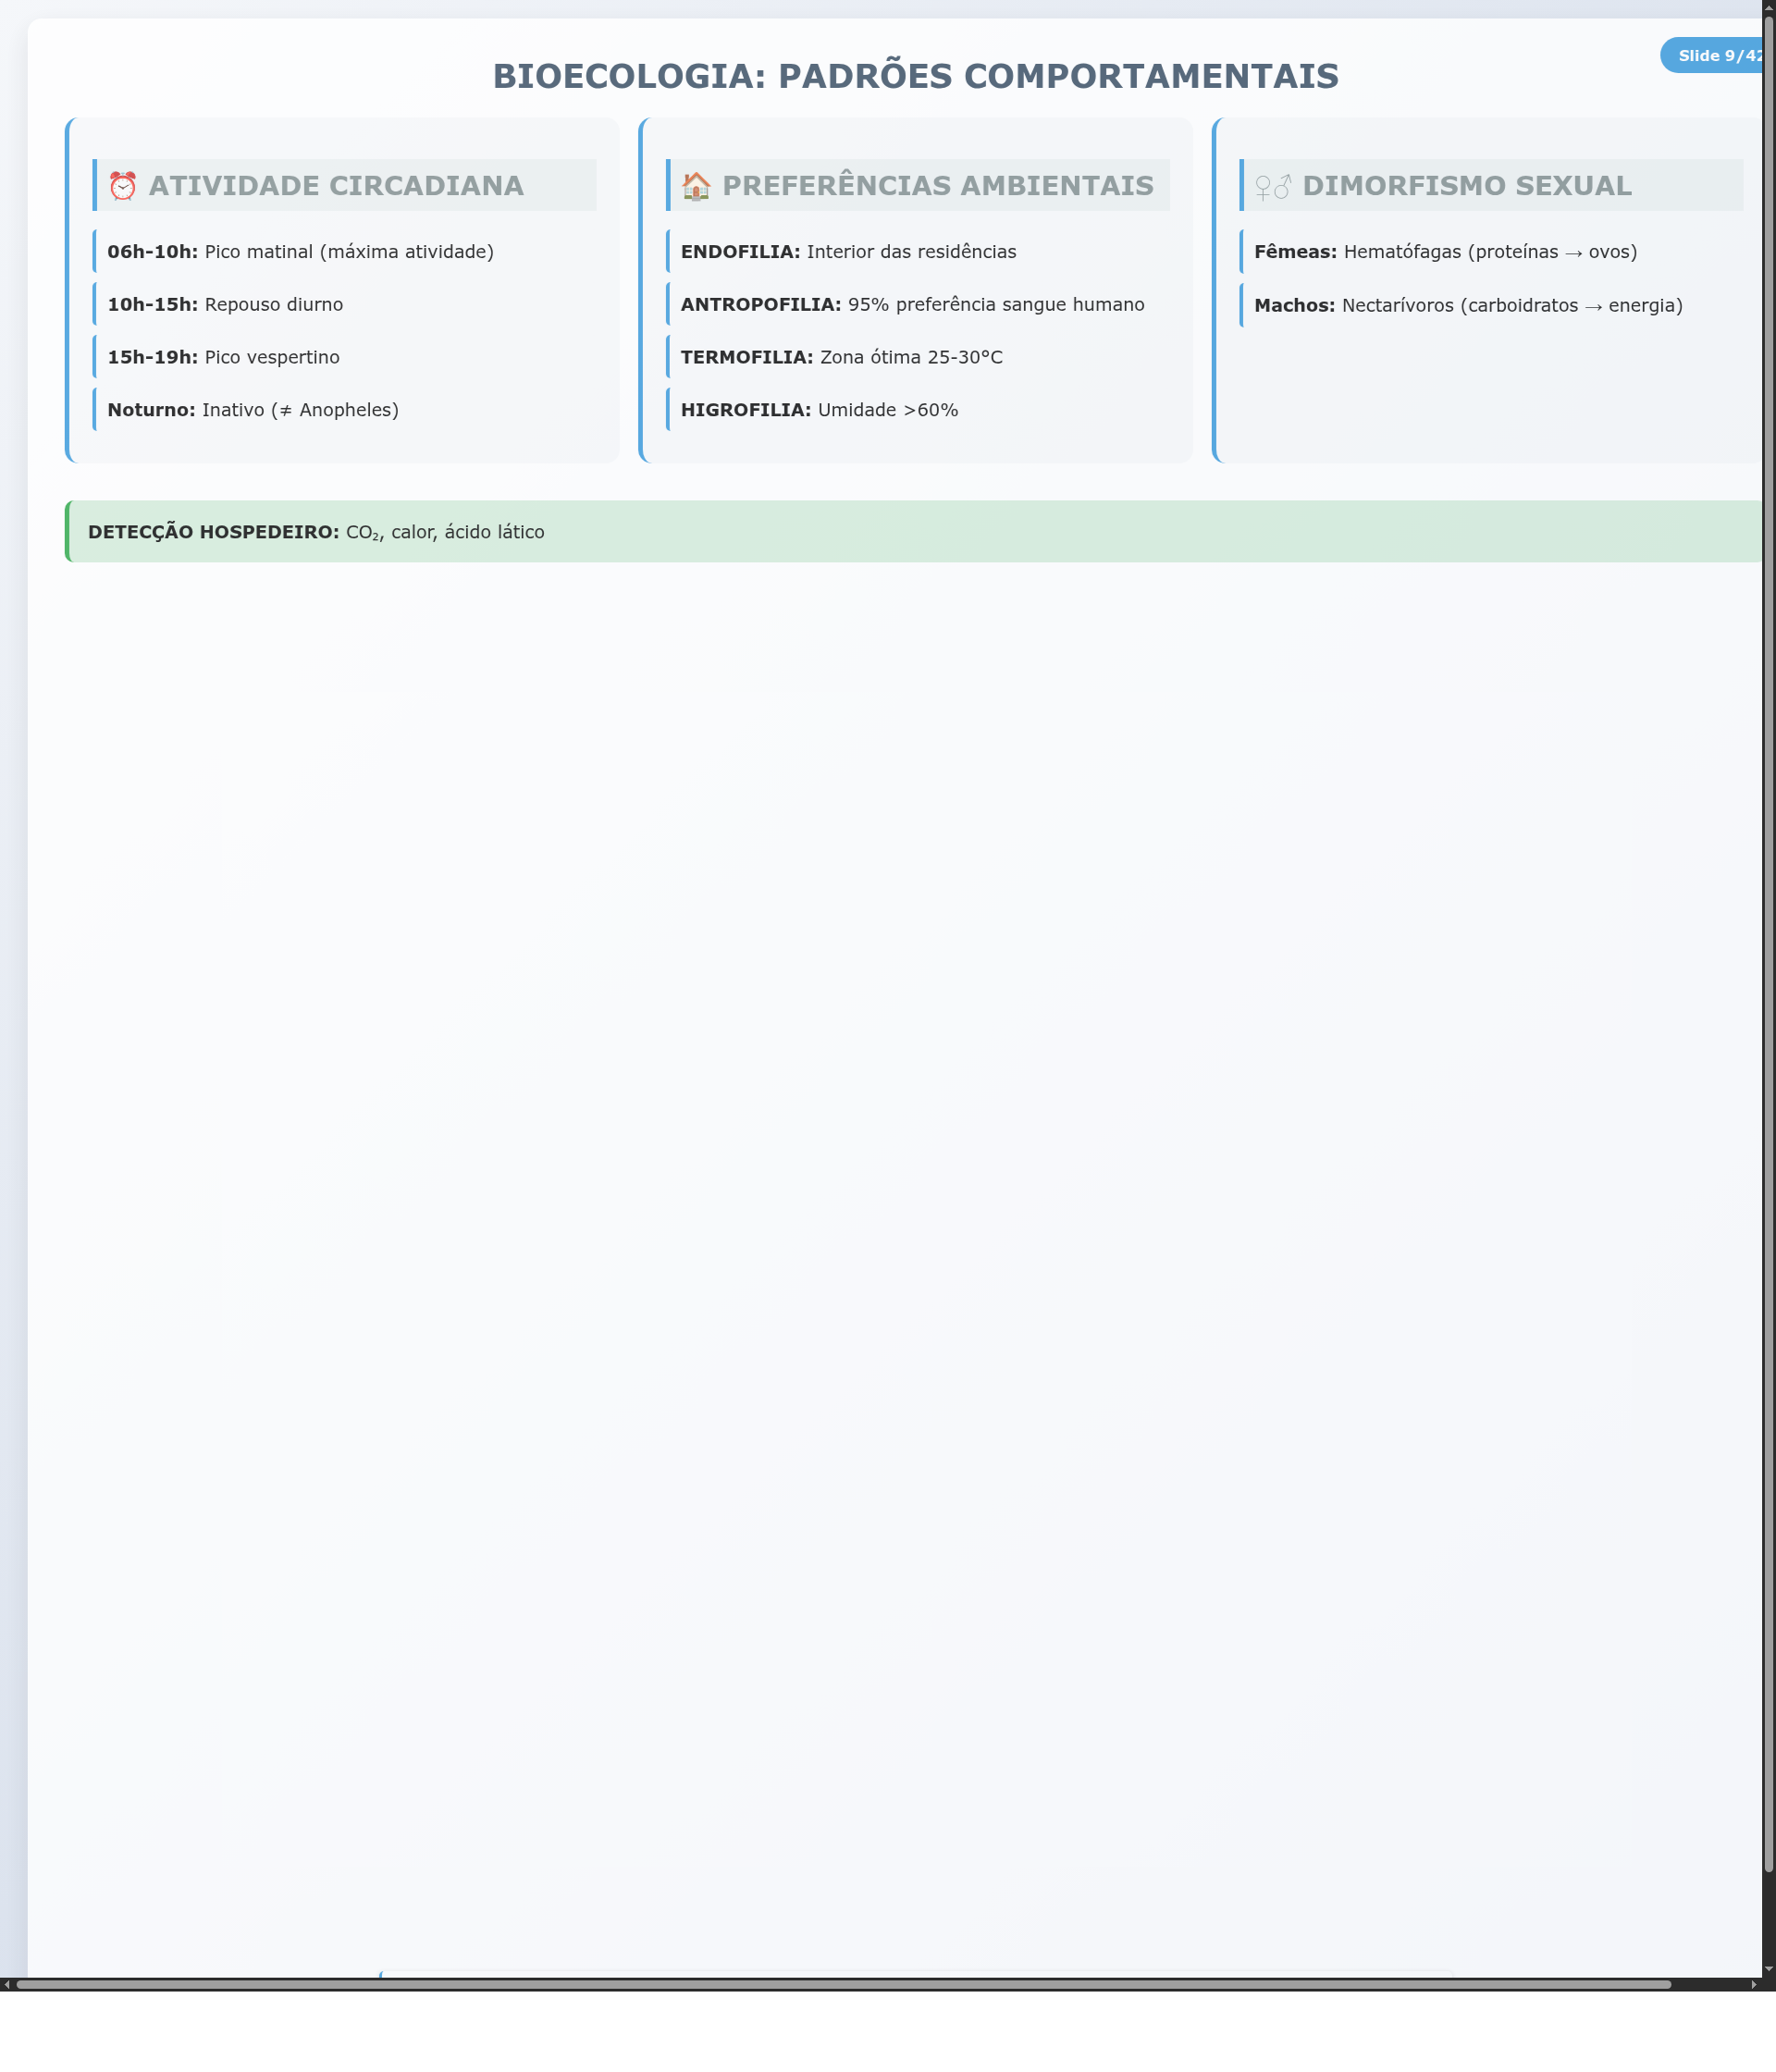 Slide 9/42
BIOECOLOGIA: PADRÕES COMPORTAMENTAIS
⏰ ATIVIDADE CIRCADIANA
06h–10h: Pico matinal (máxima atividade)
10h–15h: Repouso diurno
15h–19h: Pico vespertino
Noturno: Inativo (≠ Anopheles)
🏠 PREFERÊNCIAS AMBIENTAIS
ENDOFILIA: Interior das residências
ANTROPOFILIA: 95% preferência sangue humano
TERMOFILIA: Zona ótima 25-30°C
HIGROFILIA: Umidade >60%
♀♂ DIMORFISMO SEXUAL
Fêmeas: Hematófagas (proteínas → ovos)
Machos: Nectarívoros (carboidratos → energia)
DETECÇÃO HOSPEDEIRO: CO₂, calor, ácido lático